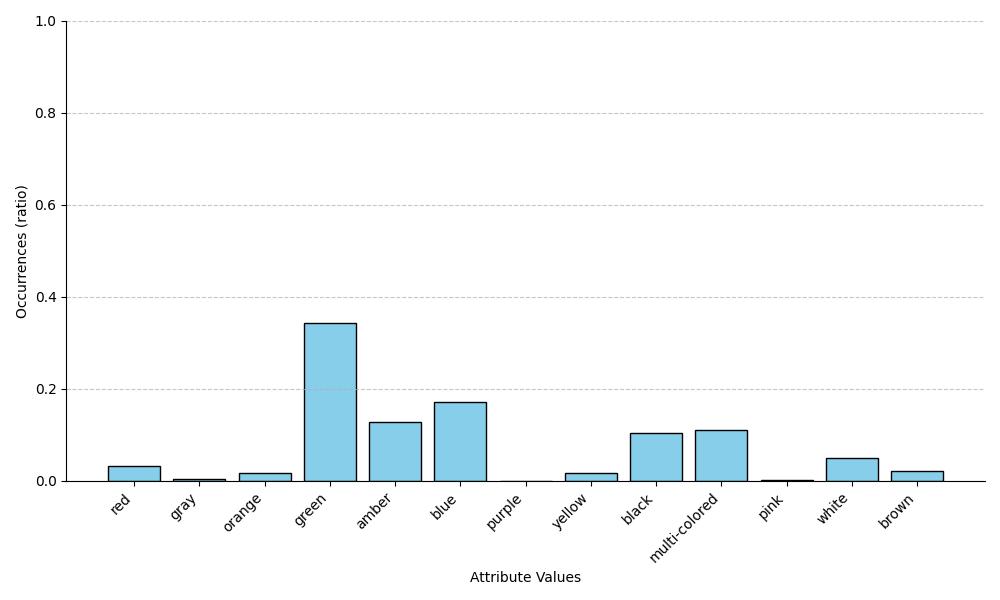 1.0
0.8
0.6
0.4
0.2
0.0
Occurrences (ratio)
red
gray
orange
green
amber
blue
purple
yellow
black
multi-colored
pink
white
brown
Attribute Values